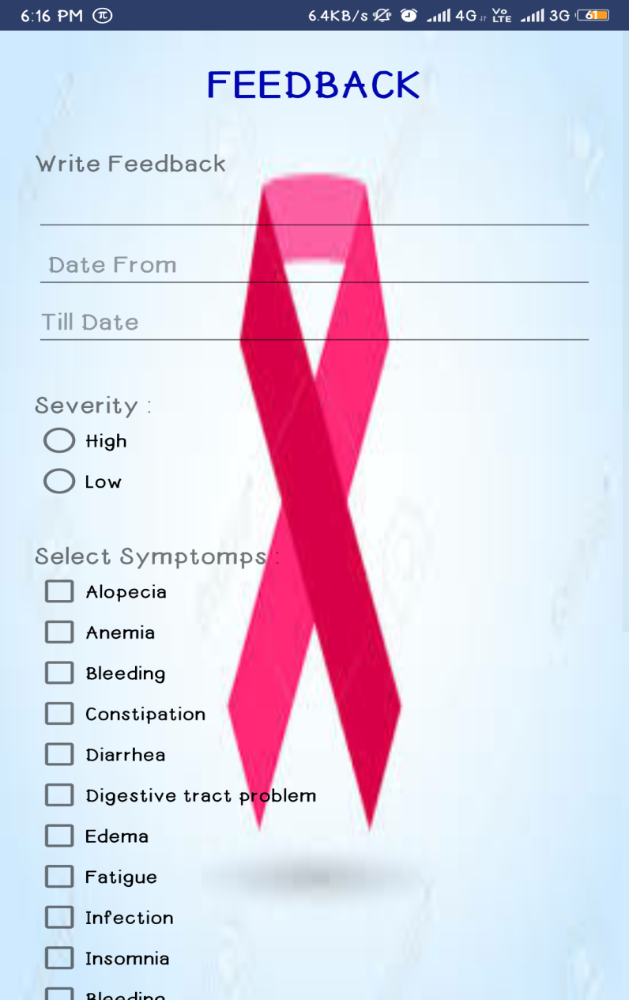 6:16 PM π 6.4KB/s 4G Vo LTE 3G 61
FEEDBACK
Write Feedback
Date From
Till Date
Severity :
High
Low
Select Symptomps :
Alopecia
Anemia
Bleeding
Constipation
Diarrhea
Digestive tract problem
Edema
Fatigue
Infection
Insomnia
Bleeding